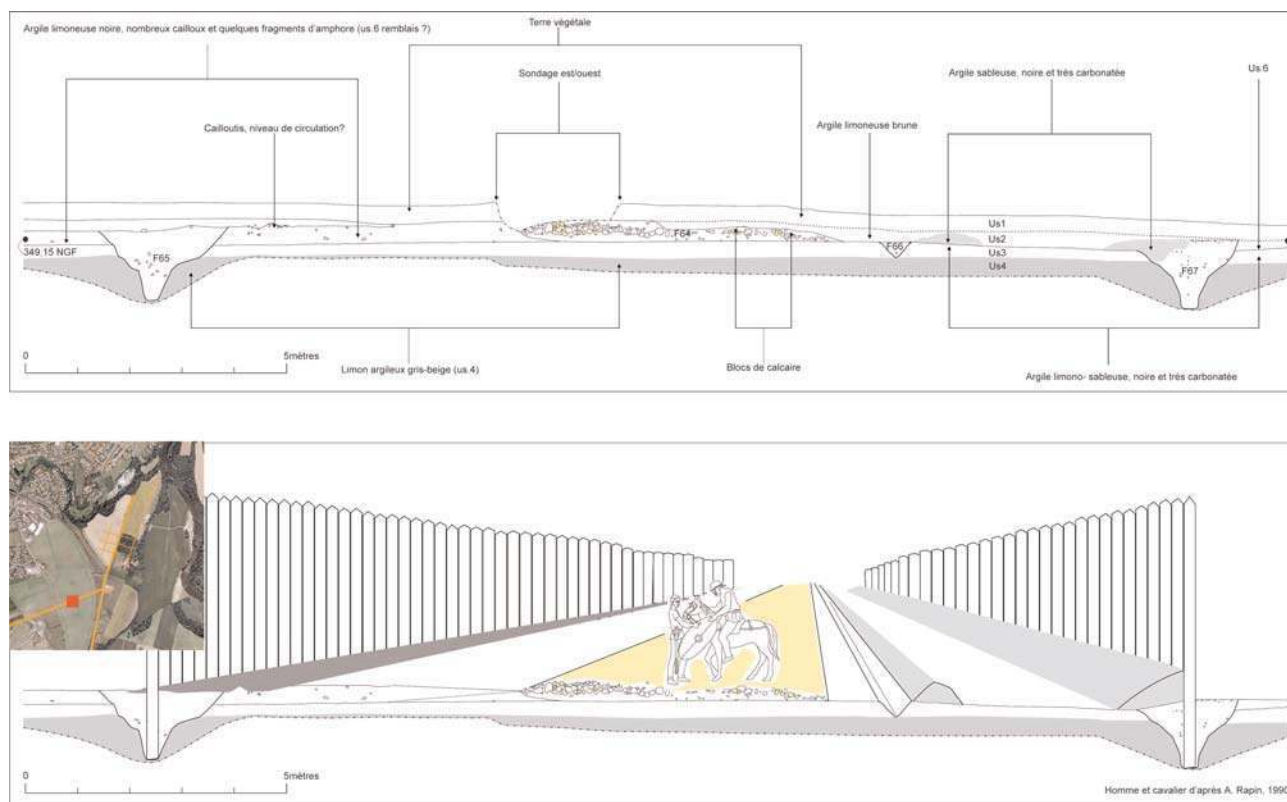 Argile limoneuse noire, nombreux cailloux et quelques fragments d'amphore (us.6 remblais ?)
Terre végétale
Sondage est/ouest
Argile sableuse, noire et très carbonatée
Us.6
Cailloutis, niveau de circulation?
Argile limoneuse brune
Us1
F64
Us2
349,15 NGF
F65
F66
Us3
Us4
F67
0
5mètres
Limon argileux gris-beige (us.4)
Blocs de calcaire
Argile limono- sableuse, noire et très carbonatée
0
5mètres
Homme et cavalier d'après A. Rapin, 199